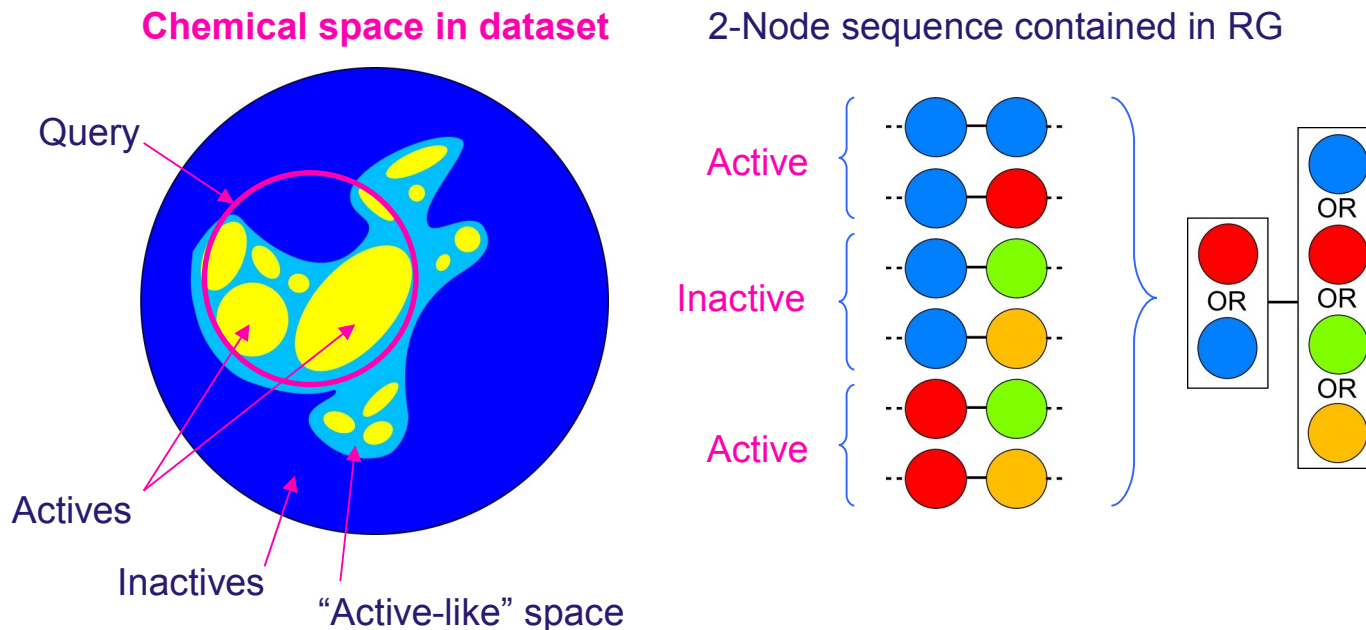 Chemical space in dataset
Query
Actives
Inactives
“Active-like” space
2-Node sequence contained in RG
Active
Inactive
Active
OR
OR
OR
OR